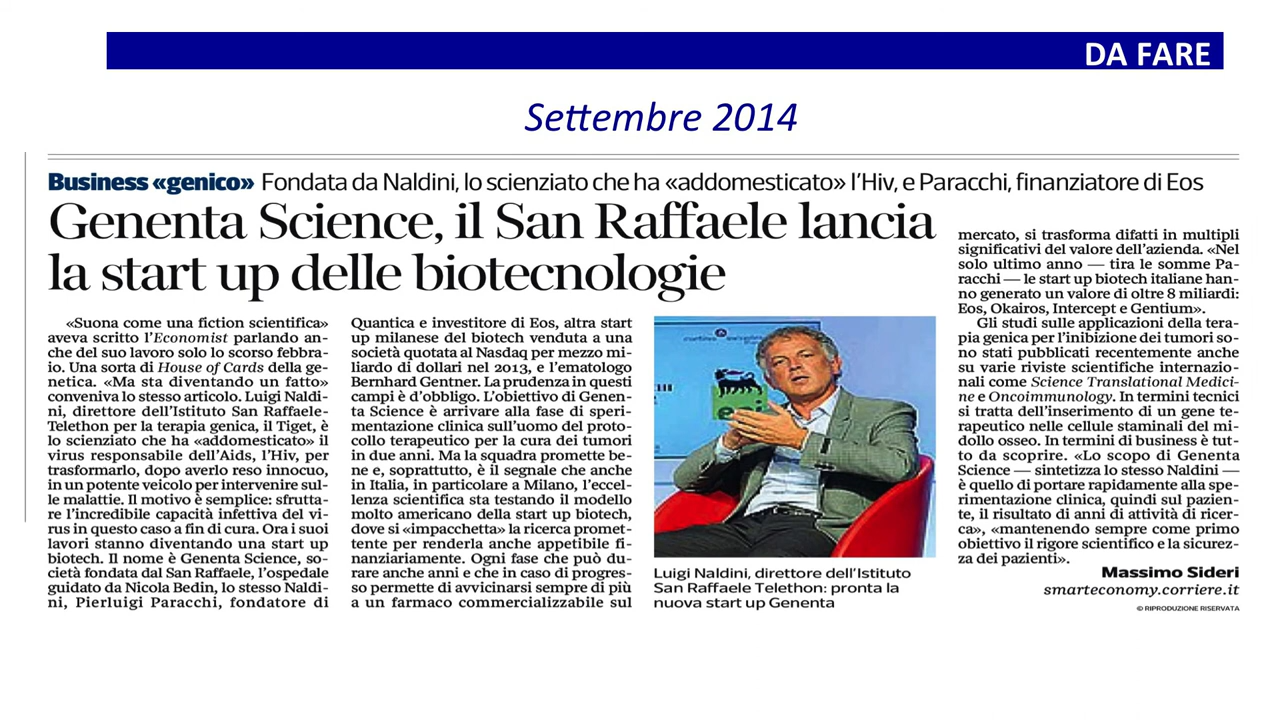 DA FARE
Settembre 2014
Business «genico» Fondata da Naldini, lo scienziato che ha «addomesticato» l'Hiv, e Paracchi, finanziatore di Eos
Genenta Science, il San Raffaele lancia
la start up delle biotecnologie
«Suona come una fiction scientifica»
aveva scritto l'Economist parlando an-
che del suo lavoro solo lo scorso febbra-
io. Una sorta di House of Cards della ge-
netica. «Ma sta diventando un fatto»
conveniva lo stesso articolo. Luigi Naldi-
ni, direttore dell'Istituto San Raffaele-
Telethon per la terapia genica, il Tiget, è
lo scienziato che ha «addomesticato» il
virus responsabile dell'Aids, l'Hiv, per
trasformarlo, dopo averlo reso innocuo,
in un potente veicolo per intervenire sul-
le malattie. Il motivo è semplice: sfrutta-
re l'incredibile capacità infettiva del vi-
rus in questo caso a fin di cura. Ora i suoi
lavori stanno diventando una start up
biotech. Il nome è Genenta Science, so-
cietà fondata dal San Raffaele, l'ospedale
guidato da Nicola Bedin, lo stesso Naldi-
ni, Pierluigi Paracchi, fondatore di
Quantica e investitore di Eos, altra start
up milanese del biotech venduta a una
società quotata al Nasdaq per mezzo mi-
liardo di dollari nel 2013, e l'ematologo
Bernhard Gentner. La prudenza in questi
campi è d'obbligo. L'obiettivo di Genen-
ta Science è arrivare alla fase di speri-
mentazione clinica sull'uomo del proto-
collo terapeutico per la cura dei tumori
in due anni. Ma la squadra promette be-
ne e, soprattutto, è il segnale che anche
in Italia, in particolare a Milano, l'eccel-
lenza scientifica sta testando il modello
molto americano della start up biotech,
dove si «impacchetta» la ricerca promet-
tente per renderla anche appetibile fi-
nanziariamente. Ogni fase che può du-
rare anche anni e che in caso di progres-
so permette di avvicinarsi sempre di più
a un farmaco commercializzabile sul
eni
Luigi Naldini, direttore dell'Istituto
San Raffaele Telethon: pronta la
nuova start up Genenta
mercato, si trasforma difatti in multipli
significativi del valore dell'azienda. «Nel
solo ultimo anno — tira le somme Pa-
racchi — le start up biotech italiane han-
no generato un valore di oltre 8 miliardi:
Eos, Okairos, Intercept e Gentium».
Gli studi sulle applicazioni della tera-
pia genica per l'inibizione dei tumori so-
no stati pubblicati recentemente anche
su varie riviste scientifiche internazio-
nali come Science Translational Medici-
ne e Oncoimmunology. In termini tecnici
si tratta dell'inserimento di un gene te-
rapeutico nelle cellule staminali del mi-
dollo osseo. In termini di business è tut-
to da scoprire. «Lo scopo di Genenta
Science — sintetizza lo stesso Naldini —
è quello di portare rapidamente alla spe-
rimentazione clinica, quindi sul pazien-
te, il risultato di anni di attività di ricer-
ca», «mantenendo sempre come primo
obiettivo il rigore scientifico e la sicurez-
za dei pazienti».
Massimo Sideri
smarteconomy.corriere.it
© RIPRODUZIONE RISERVATA